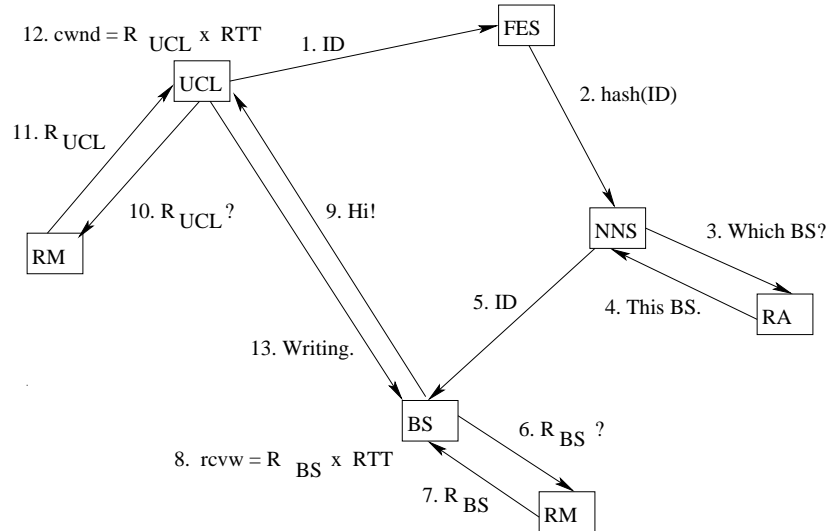 FES
12. cwnd = R UCL x RTT
1. ID
UCL
2. hash(ID)
11. R UCL
9. Hi!
10. R UCL ?
NNS
3. Which BS?
RM
5. ID
4. This BS.
RA
13. Writing.
BS
6. R BS ?
8. rcvw = R BS x RTT
7. R BS
RM